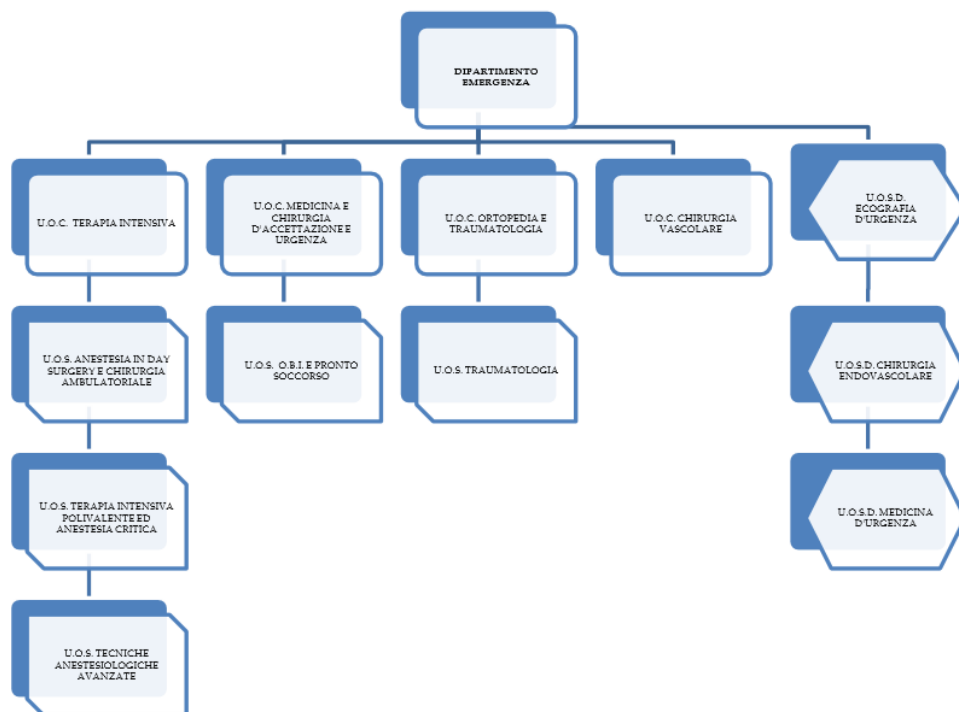 DIPARTIMENTO
EMERGENZA
U.O.C. TERAPIA INTENSIVA
U.O.C. MEDICINA E
CHIRURGIA
D'ACCETTAZIONE E
URGENZA
U.O.C. ORTOPEDIA E
TRAUMATOLOGIA
U.O.C. CHIRURGIA
VASCOLARE
U.O.S.D.
ECOGRAFIA
D'URGENZA
U.O.S. ANESTESIA IN DAY
SURGERY E CHIRURGIA
AMBULATORIALE
U.O.S. O.B.I. E PRONTO
SOCCORSO
U.O.S. TRAUMATOLOGIA
U.O.S.D. CHIRURGIA
ENDOVASCOLARE
U.O.S. TERAPIA INTENSIVA
POLIVALENTE ED
ANESTESIA CRITICA
U.O.S.D. MEDICINA
D'URGENZA
U.O.S. TECNICHE
ANESTESIOLOGICHE
AVANZATE